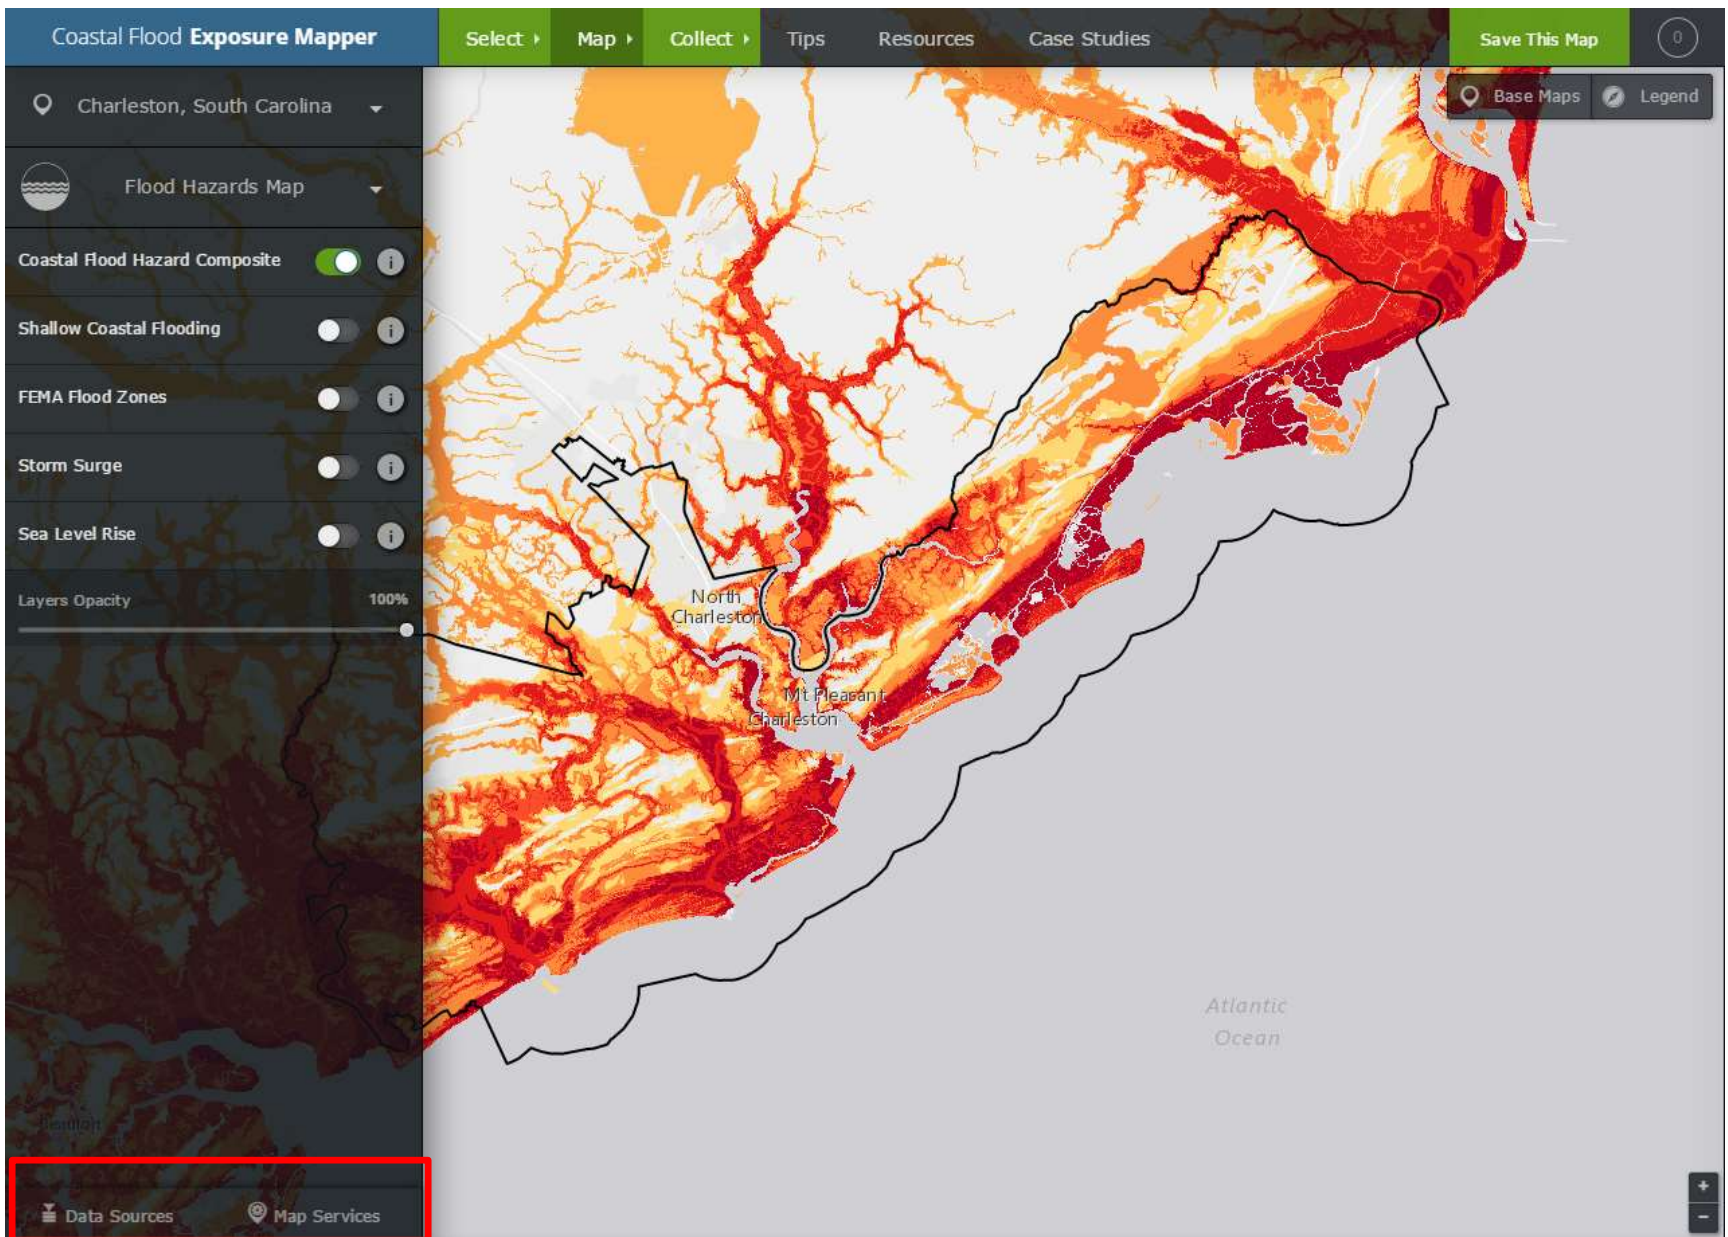 Coastal Flood Exposure Mapper
Select
Map
Collect
Tips
Resources
Case Studies
Save This Map
0
Charleston, South Carolina
Base Maps
Legend
Flood Hazards Map
Coastal Flood Hazard Composite
i
Shallow Coastal Flooding
i
FEMA Flood Zones
i
Storm Surge
i
Sea Level Rise
i
Layers Opacity
100%
North
Charleston
Mt Pleasant
Charleston
Atlantic
Ocean
Data Sources
Map Services
+
-